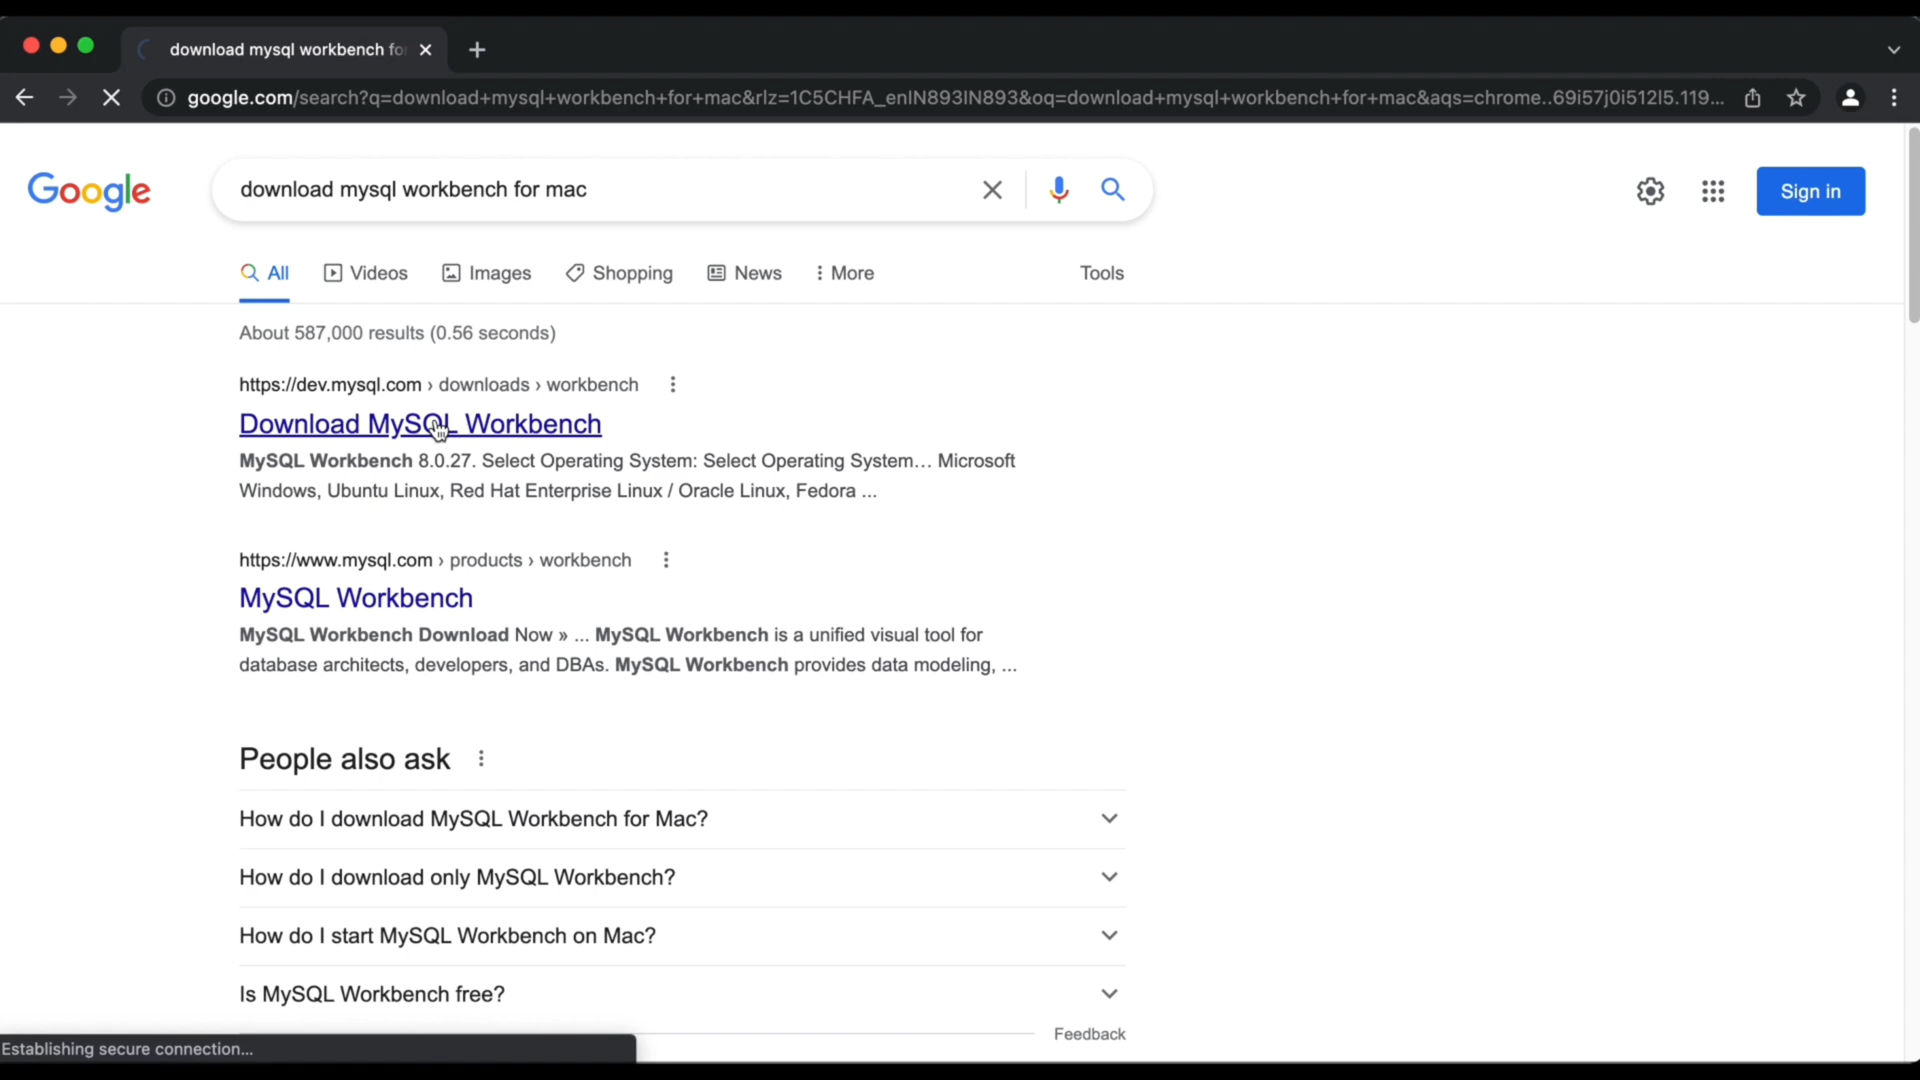 download mysql workbench for
google.com/search?q=download+mysql+workbench+for+mac&rlz=1C5CHFA_enIN893IN893&oq=download+mysql+workbench+for+mac&aqs=chrome..69i57j0i512l5.119...
Google
download mysql workbench for mac
Sign in
All
Videos
Images
Shopping
News
More
Tools
About 587,000 results (0.56 seconds)
https://dev.mysql.com › downloads › workbench
Download MySQL Workbench
MySQL Workbench 8.0.27. Select Operating System: Select Operating System… Microsoft
Windows, Ubuntu Linux, Red Hat Enterprise Linux / Oracle Linux, Fedora ...
https://www.mysql.com › products › workbench
MySQL Workbench
MySQL Workbench Download Now » ... MySQL Workbench is a unified visual tool for
database architects, developers, and DBAs. MySQL Workbench provides data modeling, ...
People also ask
How do I download MySQL Workbench for Mac?
How do I download only MySQL Workbench?
How do I start MySQL Workbench on Mac?
Is MySQL Workbench free?
Feedback
Establishing secure connection...